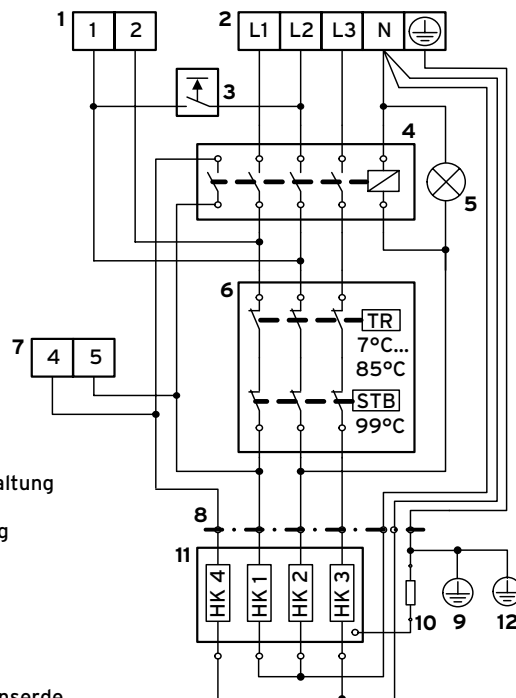 1 1 2 2 L1 L2 L3 N
3
4
5
6
TR
7°C...
85°C
7 4 5
STB
99°C
altung
8
g
11
HK 4 HK 1 HK 2 HK 3
10 9 12
nserde